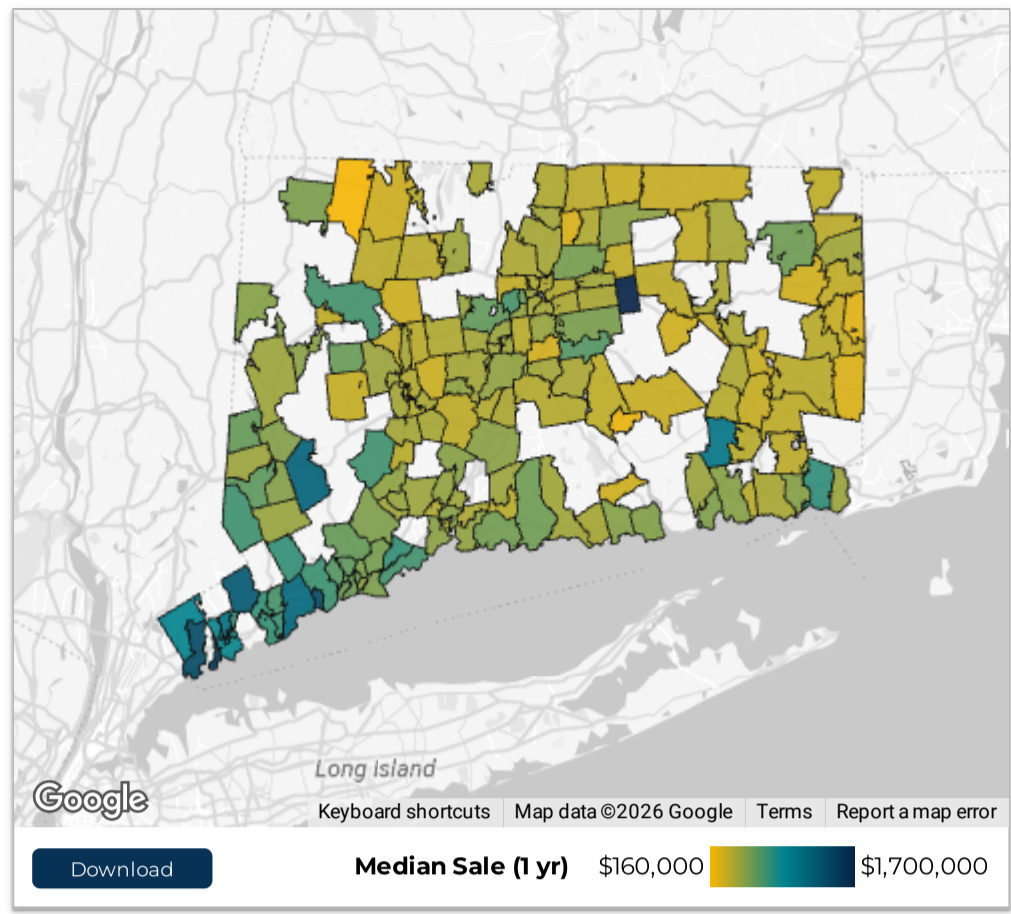 Long Island
Google
Keyboard shortcuts
Map data ©2026 Google
Terms
Report a map error
Download
Median Sale (1 yr)
$160,000
$1,700,000